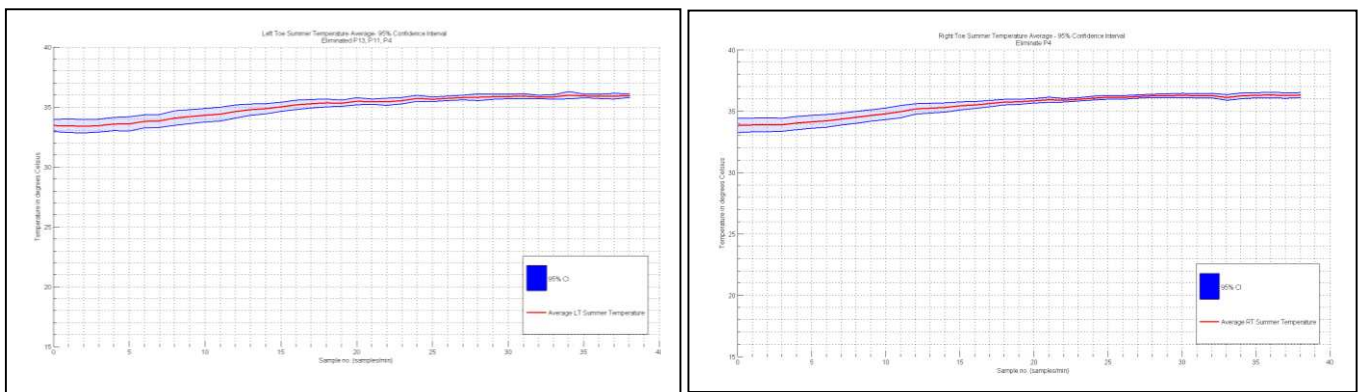 Left Toe Summer Temperature Average- 95% Confidence Interval
Eliminated P13, P11, P4
40
35
30
25
20
15
Temperature in degrees Celsius
0
5
10
15
20
25
30
35
40
Sample no. (samples/min)
95% CI
Average LT Summer Temperature
Right Toe Summer Temperature Average - 95% Confidence Interval
Eliminate P4
40
35
30
25
20
15
Temperature in degrees Celsius
0
5
10
15
20
25
30
35
40
Sample no. (samples/min)
95% CI
Average RT Summer Temperature